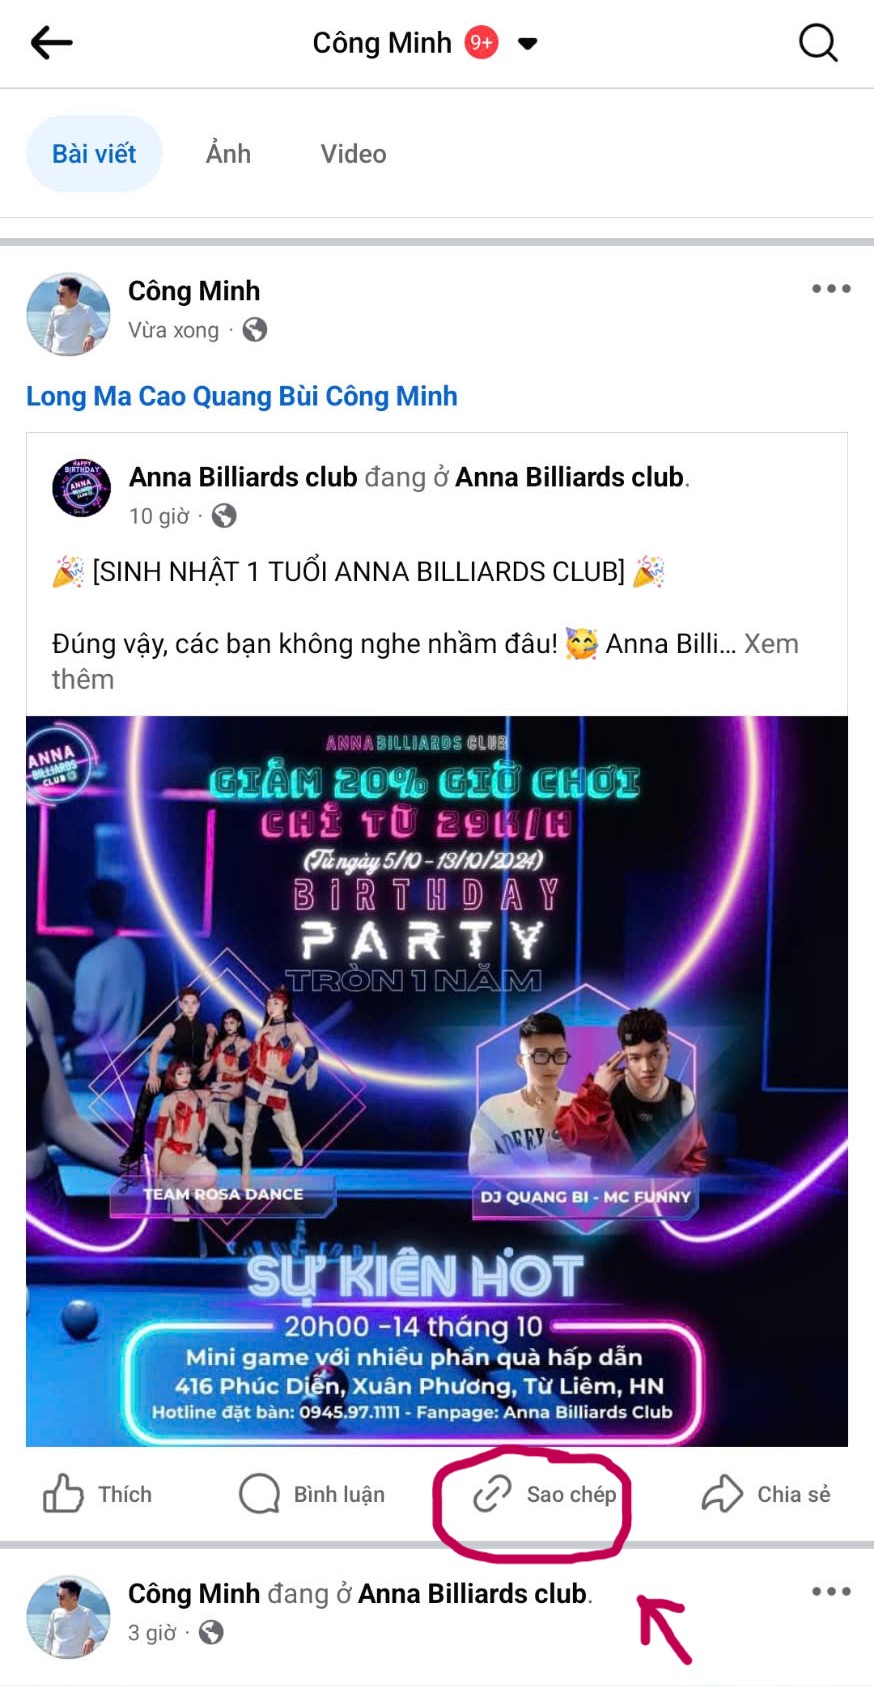 Công Minh 9+
Bài viết Ảnh Video
Công Minh
Vừa xong ·
Long Ma Cao Quang Bùi Công Minh
HAPPY
BIRTHDAY
ANNA
Anna Billiards club đang ở Anna Billiards club.
10 giờ ·
🎉 [SINH NHẬT 1 TUỔI ANNA BILLIARDS CLUB] 🎉
Đúng vậy, các bạn không nghe nhầm đâu! 🥳 Anna Billi... Xem
thêm
ANNA
BILLIARDS
CLUB
ANNABILLIARDS CLUB
GIẢM 20% GIỜ CHƠI
CHỈ TỪ 29K/H
(Từ ngày 5/10 - 13/10/2024)
BIRTHDAY
PARTY
TRÒN 1 NĂM
TEAM ROSA DANCE
DJ QUANG BI - MC FUNNY
SỰ KIỆN HOT
20h00 -14 tháng 10
Mini game với nhiều phần quà hấp dẫn
416 Phúc Diễn, Xuân Phương, Từ Liêm, HN
Hotline đặt bàn: 0945.97.1111 - Fanpage: Anna Billiards Club
Thích Bình luận Sao chép Chia sẻ
Công Minh đang ở Anna Billiards club.
3 giờ ·